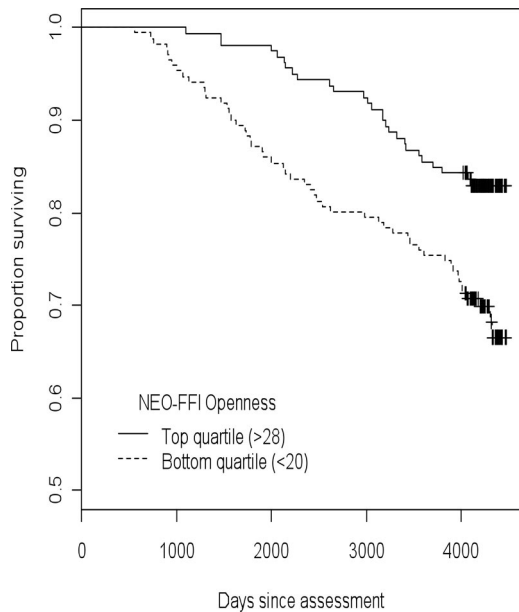 1.0
0.9
0.8
0.7
0.6
0.5
Proportion surviving
NEO-FFI Openness
Top quartile (>28)
Bottom quartile (<20)
0 1000 2000 3000 4000
Days since assessment